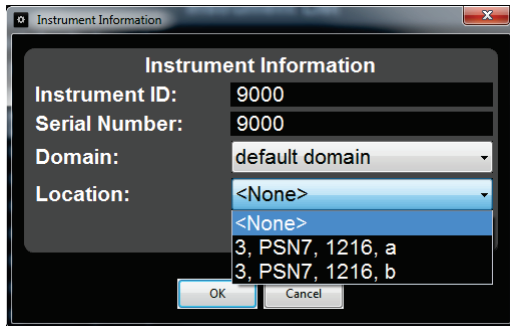 Instrument Information
Instrument Information
Instrument ID: 9000
Serial Number: 9000
Domain: default domain
Location: <None>
<None>
3, PSN7, 1216, a
3, PSN7, 1216, b
OK Cancel